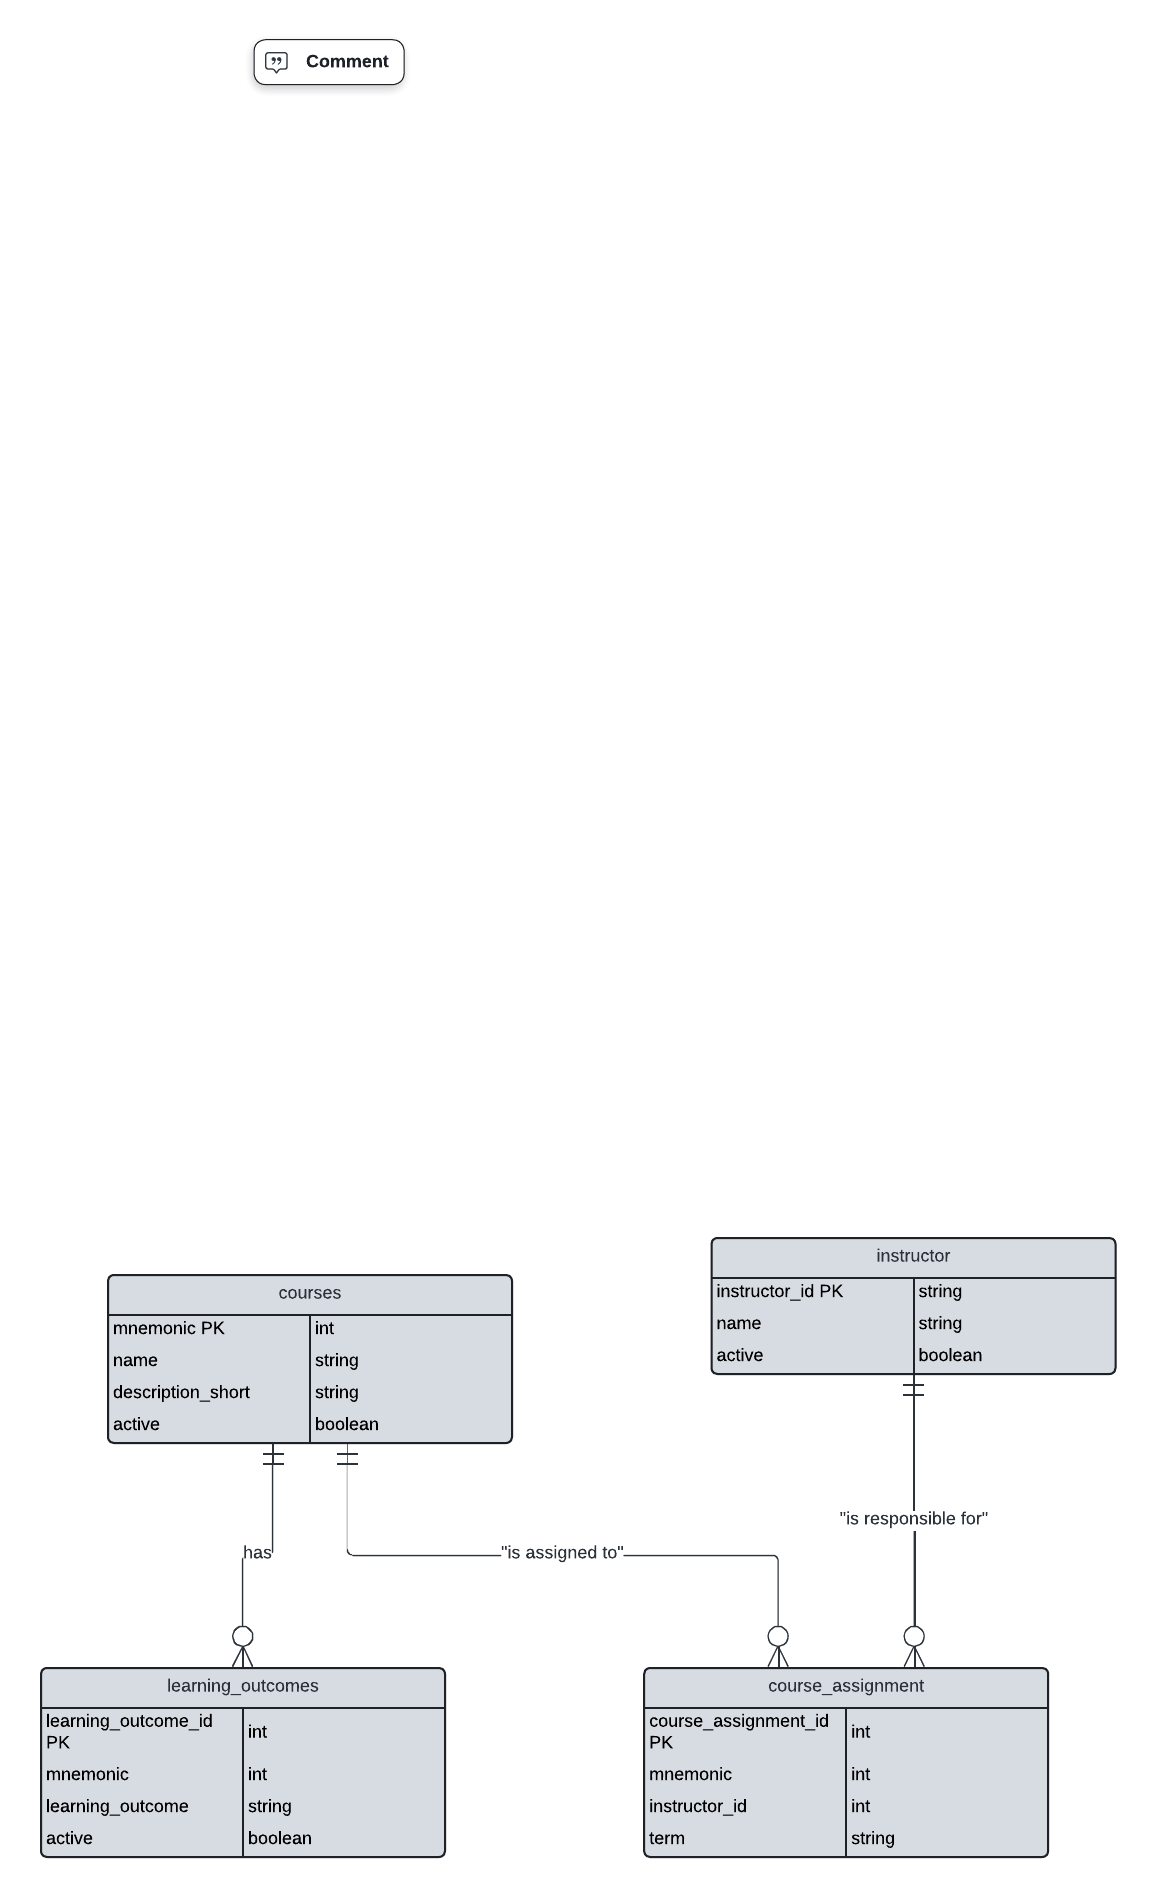 Comment
instructor
instructor_id PK string
name string
active boolean
courses
mnemonic PK int
name string
description_short string
active boolean
"is responsible for"
has
"is assigned to"
learning_outcomes
learning_outcome_id
PK
int
mnemonic int
learning_outcome string
active boolean
course_assignment
course_assignment_id
PK
int
mnemonic int
instructor_id int
term string